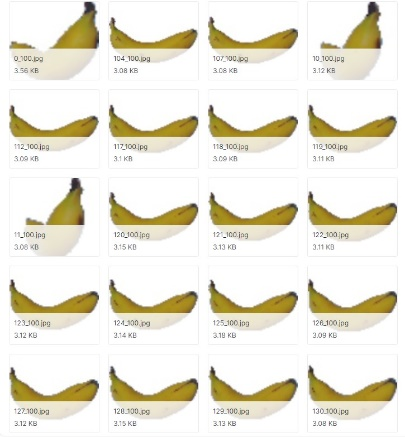 0_100.jpg
3.56 KB
104_100.jpg
3.08 KB
107_100.jpg
3.08 KB
10_100.jpg
3.12 KB
112_100.jpg
3.09 KB
117_100.jpg
3.1 KB
118_100.jpg
3.09 KB
119_100.jpg
3.11 KB
11_100.jpg
3.08 KB
120_100.jpg
3.15 KB
121_100.jpg
3.13 KB
122_100.jpg
3.11 KB
123_100.jpg
3.12 KB
124_100.jpg
3.14 KB
125_100.jpg
3.18 KB
126_100.jpg
3.09 KB
127_100.jpg
3.12 KB
128_100.jpg
3.15 KB
129_100.jpg
3.13 KB
130_100.jpg
3.08 KB